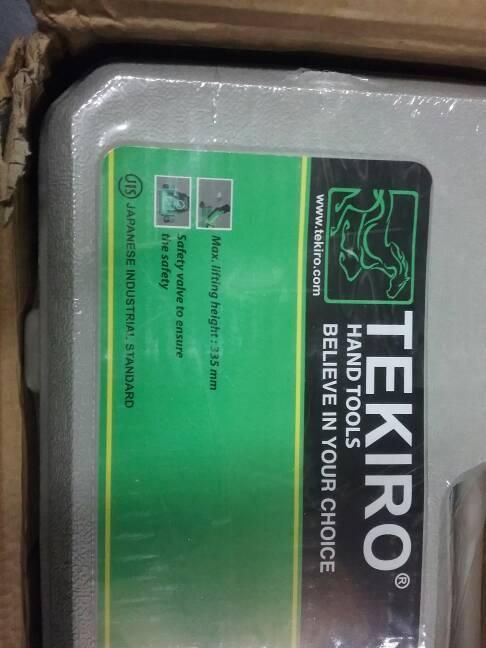 TEKIRO®
HAND TOOLS
BELIEVE IN YOUR CHOICE
www.tekiro.com
Max. lifting height : 335 mm
Safety valve to ensure
the safety
JIS JAPANESE INDUSTRIAL STANDARD